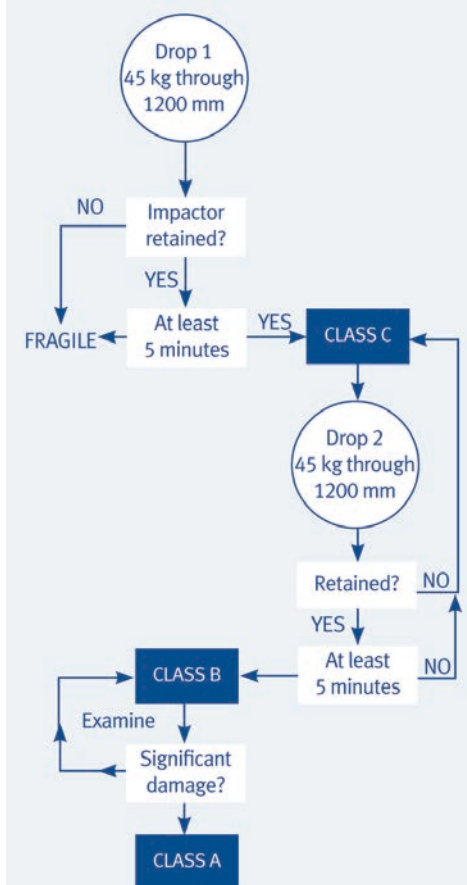 Drop 1
45 kg through
1200 mm
NO
Impactor
retained?
YES
FRAGILE
At least
5 minutes
YES
CLASS C
Drop 2
45 kg through
1200 mm
Retained?
NO
YES
At least
5 minutes
NO
CLASS B
Examine
Significant
damage?
CLASS A